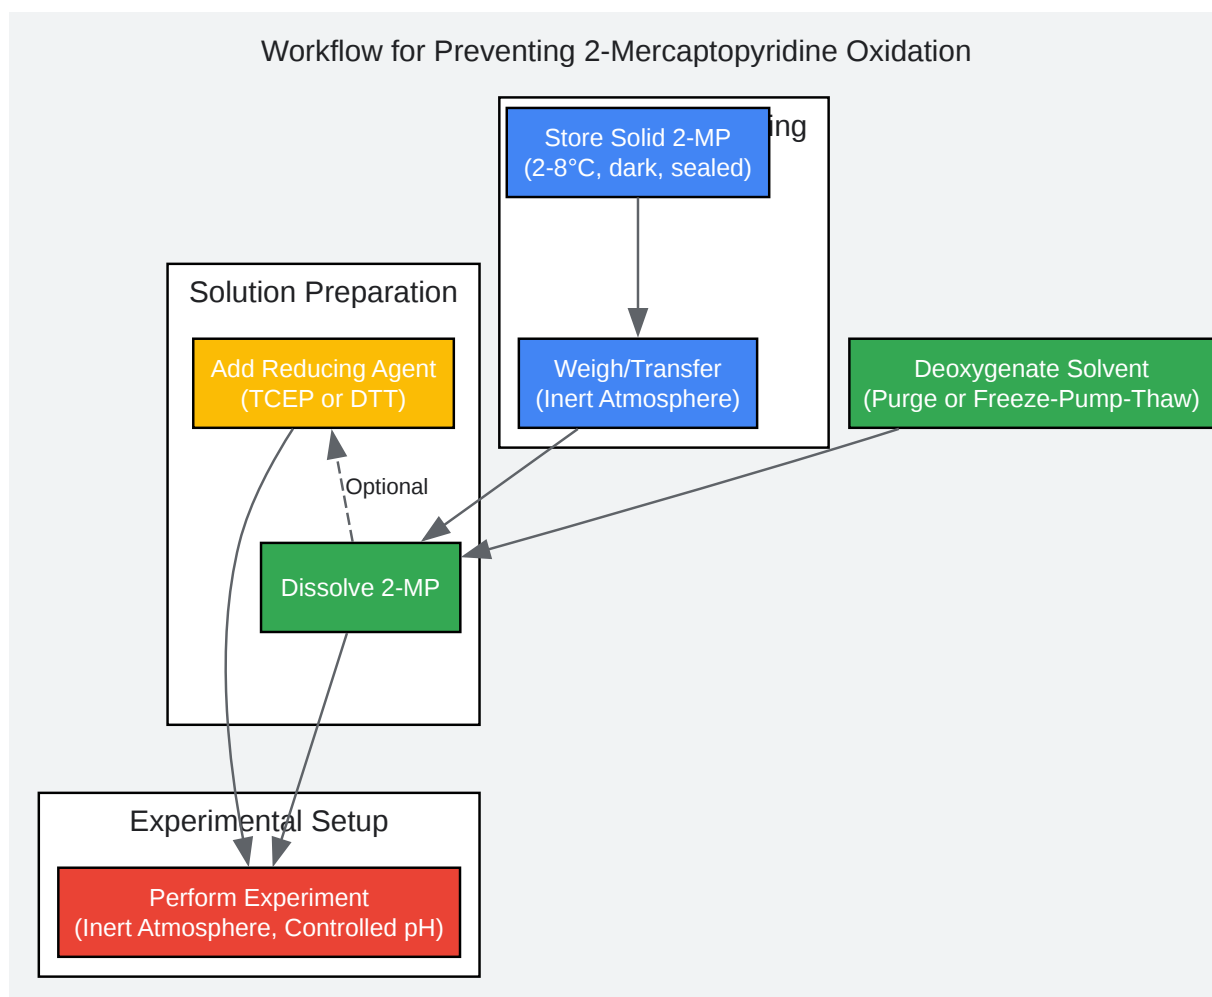 Workflow for Preventing 2-Mercaptopyridine Oxidation
Store Solid 2-MP
(2-8°C, dark, sealed)
Solution Preparation
Add Reducing Agent
(TCEP or DTT)
Weigh/Transfer
(Inert Atmosphere)
Deoxygenate Solvent
(Purge or Freeze-Pump-Thaw)
Optional
Dissolve 2-MP
Experimental Setup
Perform Experiment
(Inert Atmosphere, Controlled pH)